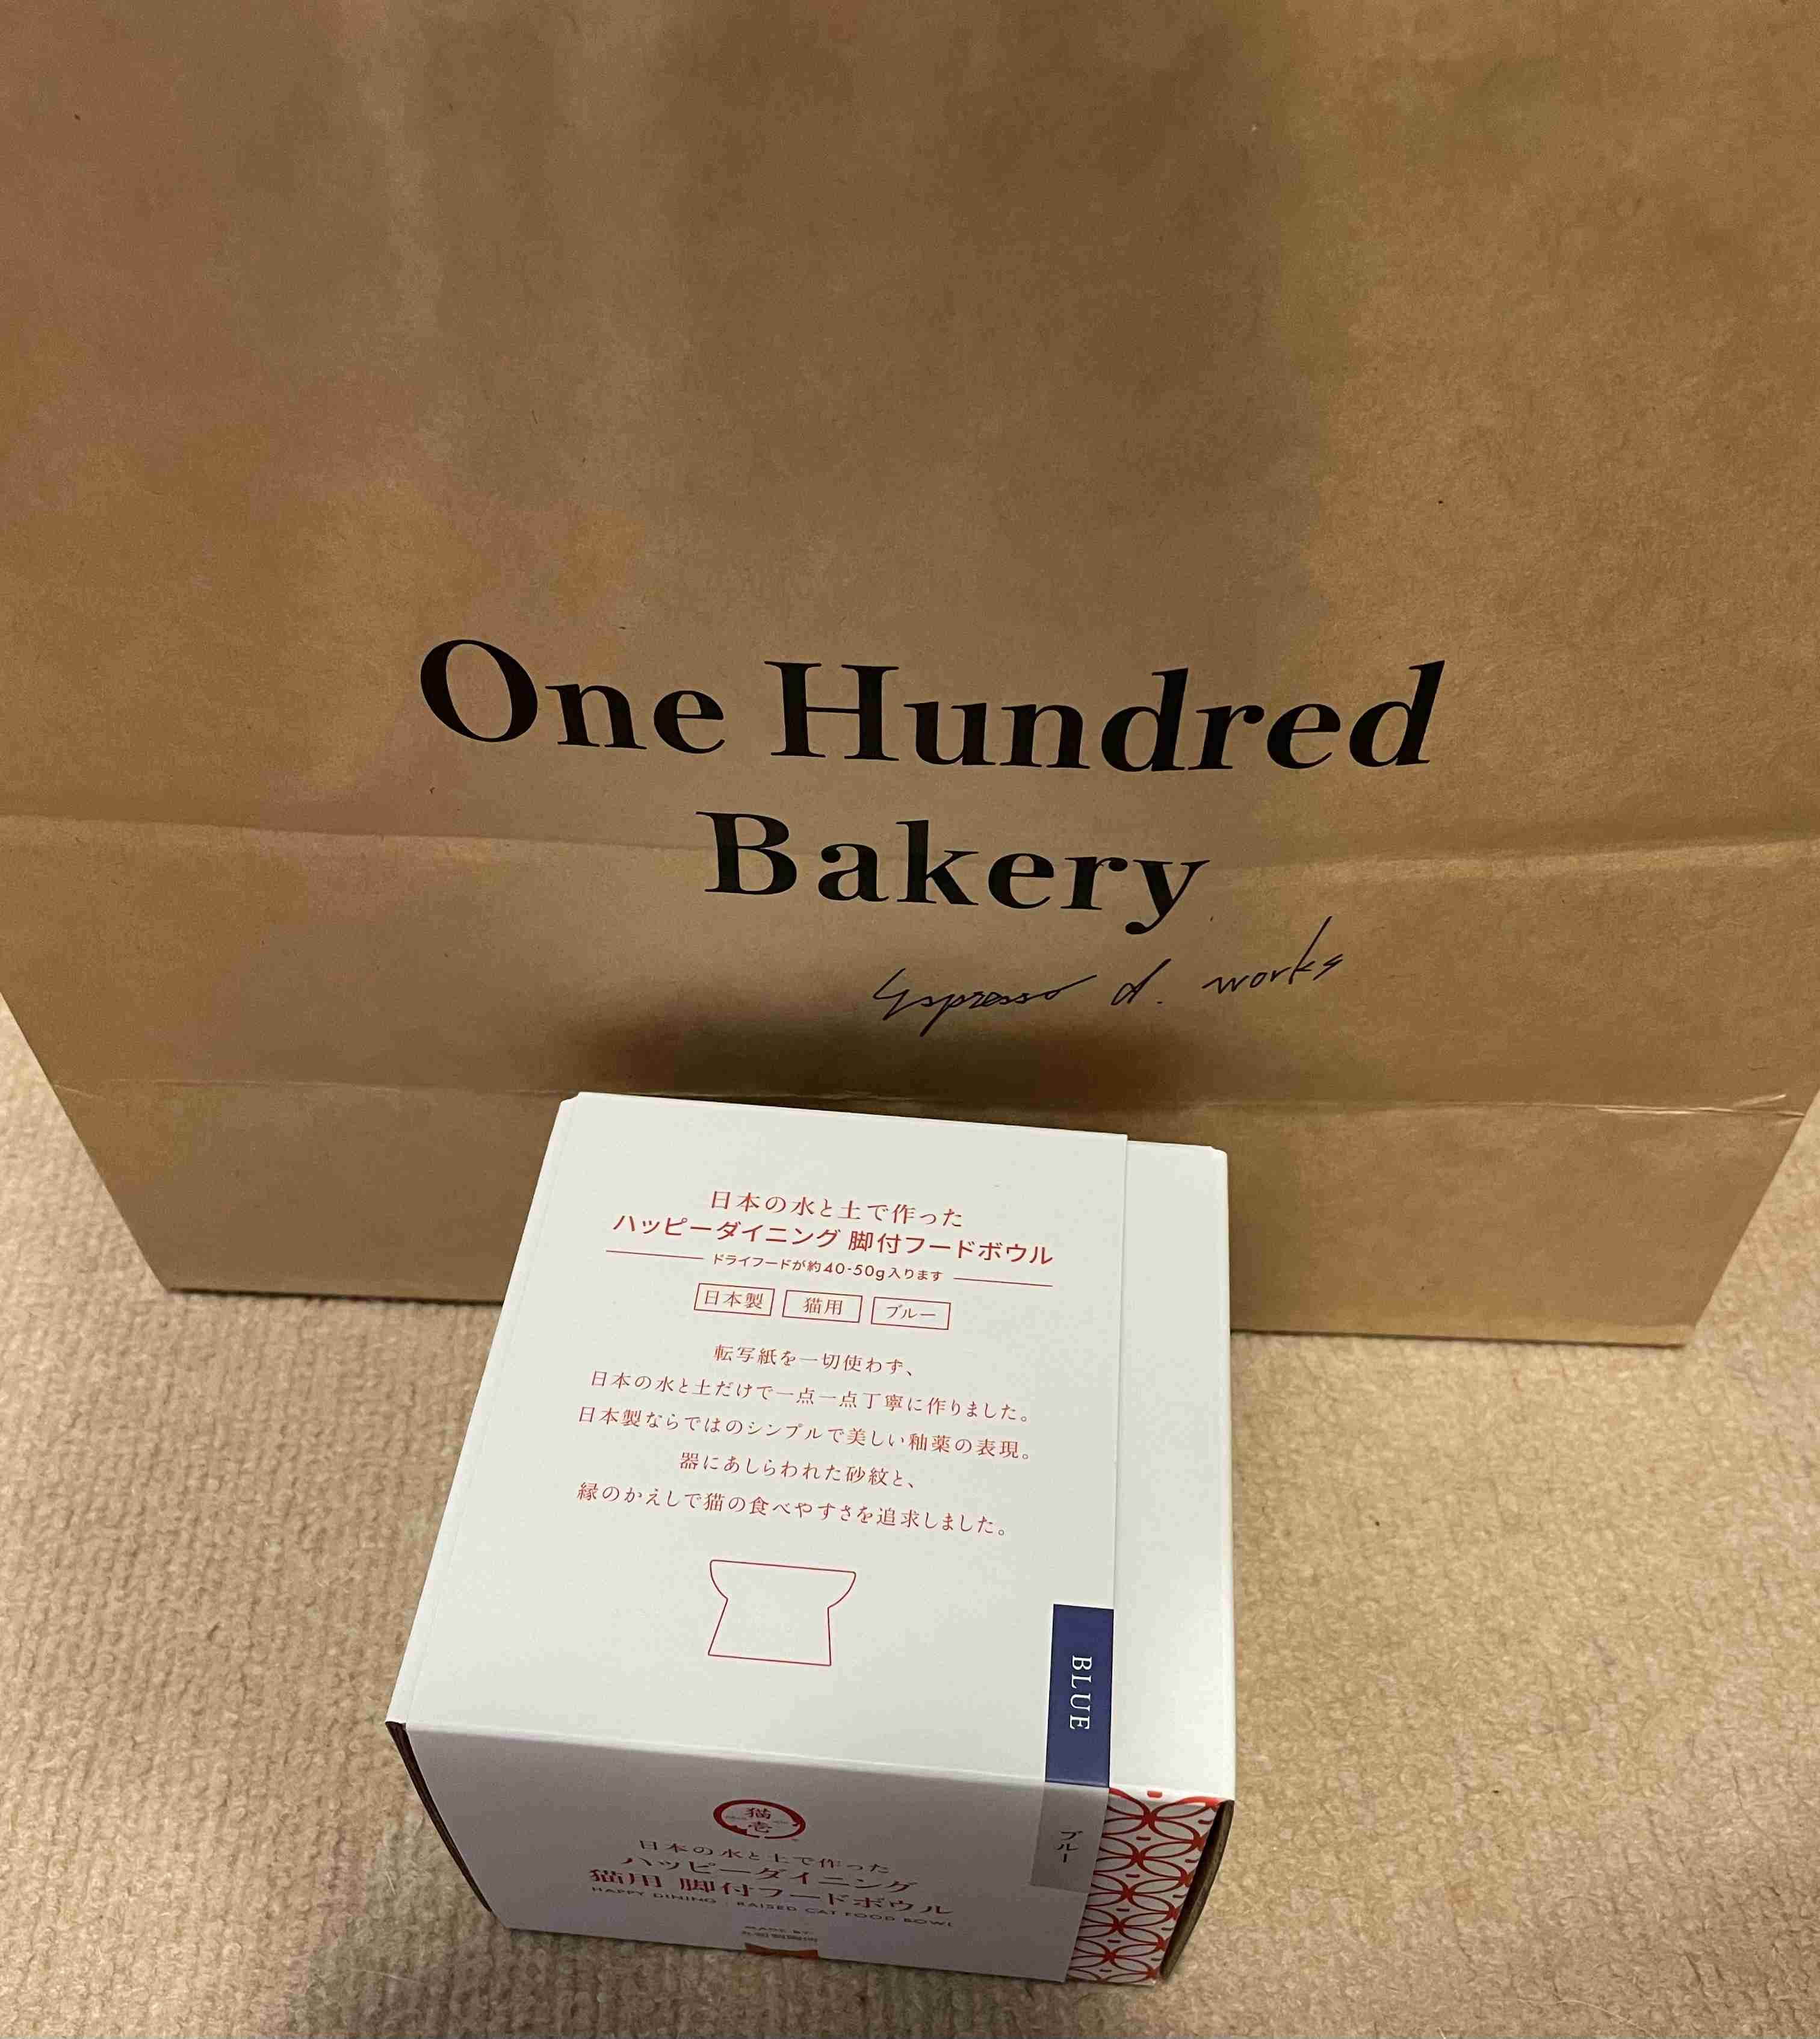 One Hundred
Bakery
espresso d. works
日本の水と土で作った
ハッピーダイニング 脚付フードボウル
ドライフードが約40-50g入ります
日本製 猫用 ブルー
転写紙を一切使わず、
日本の水と土だけで一点一点丁寧に作りました。
日本製ならではのシンプルで美しい釉薬の表現。
器にあしらわれた砂紋と、
縁のかえしで猫の食べやすさを追求しました。
BLUE
ブルー
猫壱
日本の水と土で作った
ハッピーダイニング
猫用 脚付フードボウル
HAPPY DINING - RAISED CAT FOOD BOWL
MADE BY